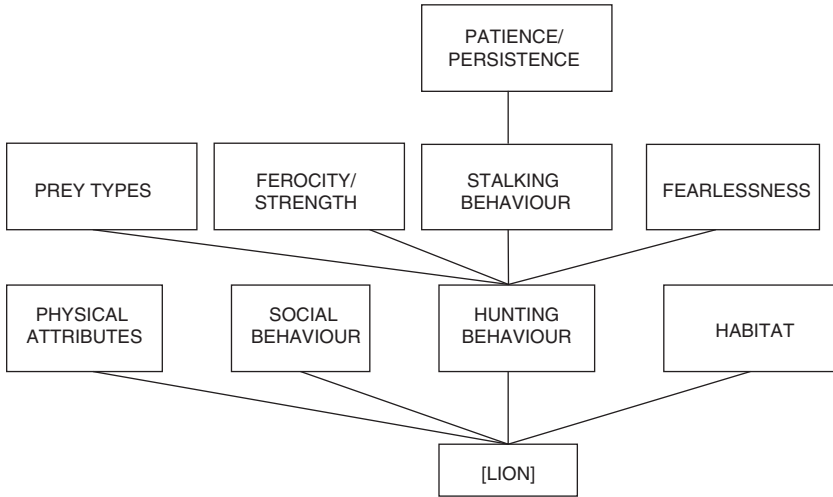 PATIENCE/
PERSISTENCE
PREY TYPES
FEROCITY/
STRENGTH
STALKING
BEHAVIOUR
FEARLESSNESS
PHYSICAL
ATTRIBUTES
SOCIAL
BEHAVIOUR
HUNTING
BEHAVIOUR
HABITAT
[LION]